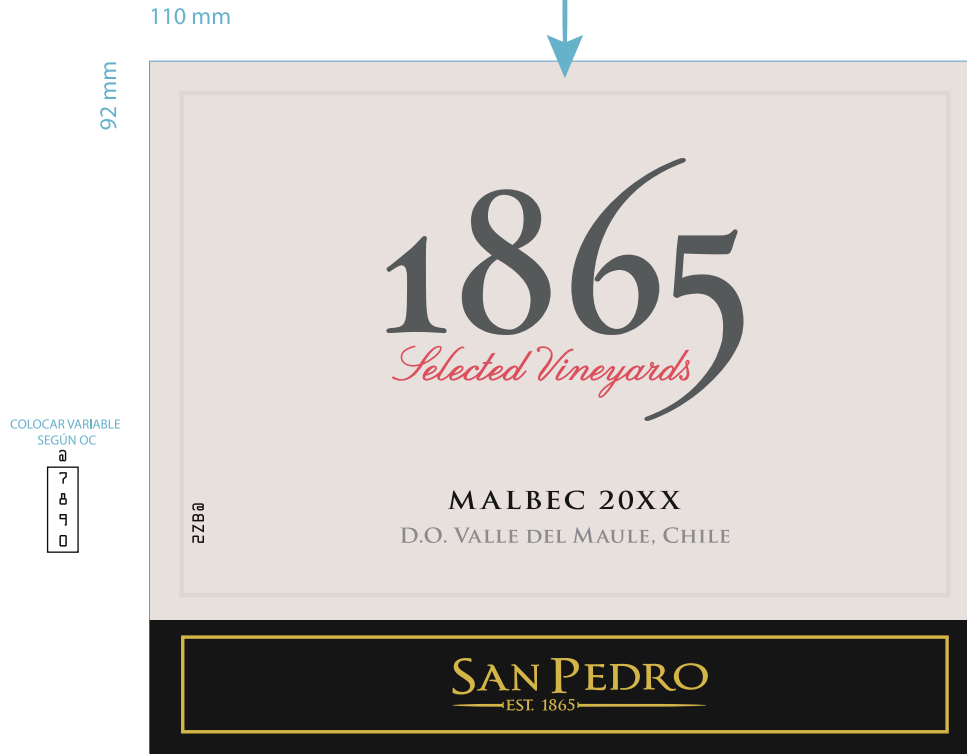 110 mm
92 mm
1865
Selected Vineyards
COLOCAR VARIABLE
SEGÚN OC
@
7
8
9
0
2ZB@
MALBEC 20XX
D.O. VALLE DEL MAULE, CHILE
SAN PEDRO
EST. 1865